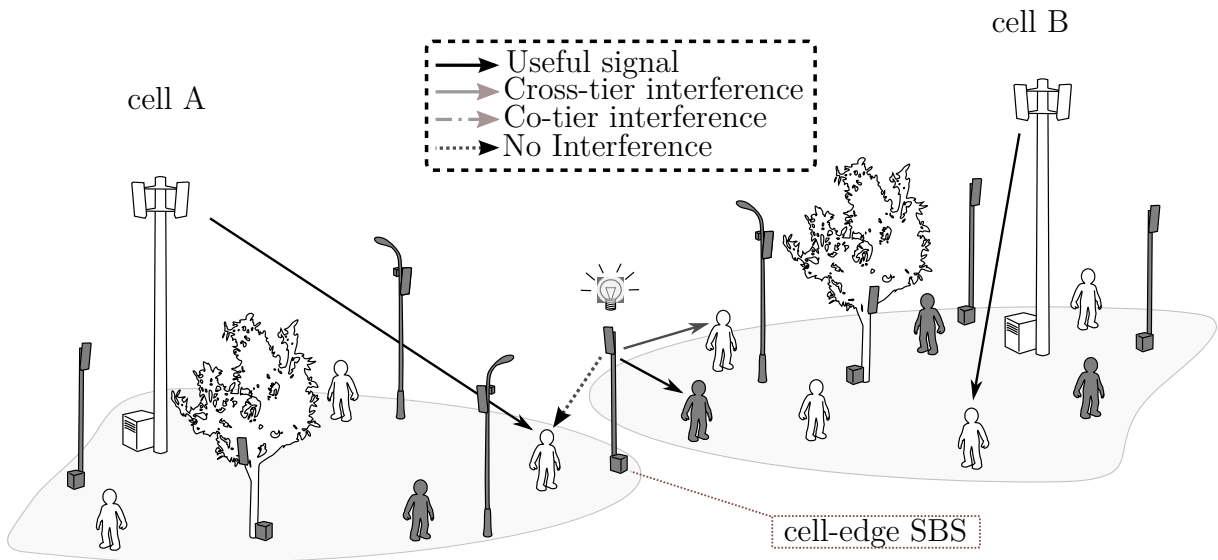 cell B
cell A
Useful signal
Cross-tier interference
Co-tier interference
No Interference
cell-edge SBS